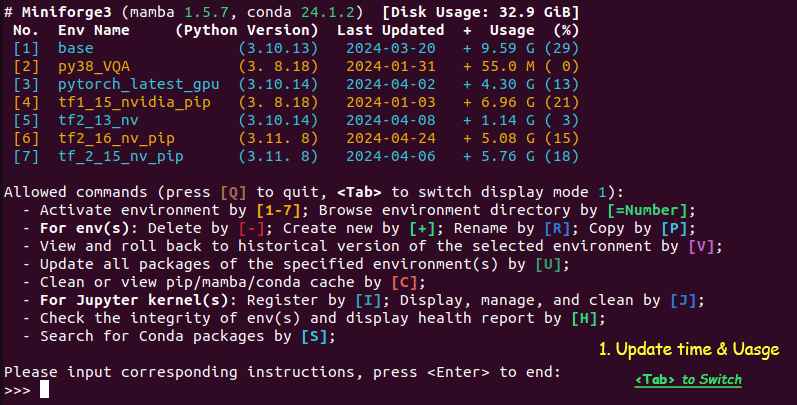 # Miniforge3 (mamba 1.5.7, conda 24.1.2)  [Disk Usage: 32.9 GiB]
No.  Env Name     (Python Version)  Last Updated  +  Usage  (%)
[1]  base               (3.10.13)   2024-03-20   + 9.59 G (29)
[2]  py38_VQA           (3. 8.18)   2024-01-31   + 55.0 M ( 0)
[3]  pytorch_latest_gpu (3.10.14)   2024-04-02   + 4.30 G (13)
[4]  tf1_15_nvidia_pip  (3. 8.18)   2024-01-03   + 6.96 G (21)
[5]  tf2_13_nv          (3.10.14)   2024-04-08   + 1.14 G ( 3)
[6]  tf2_16_nv_pip      (3.11. 8)   2024-04-24   + 5.08 G (15)
[7]  tf_2_15_nv_pip     (3.11. 8)   2024-04-06   + 5.76 G (18)
Allowed commands (press [Q] to quit, <Tab> to switch display mode 1):
- Activate environment by [1-7]; Browse environment directory by [=Number];
- For env(s): Delete by [-]; Create new by [+]; Rename by [R]; Copy by [P];
- View and roll back to historical version of the selected environment by [V];
- Update all packages of the specified environment(s) by [U];
- Clean or view pip/mamba/conda cache by [C];
- For Jupyter kernel(s): Register by [I]; Display, manage, and clean by [J];
- Check the integrity of env(s) and display health report by [H];
- Search for Conda packages by [S];
1. Update time & Uasge
Please input corresponding instructions, press <Enter> to end:
<Tab> to Switch
>>>